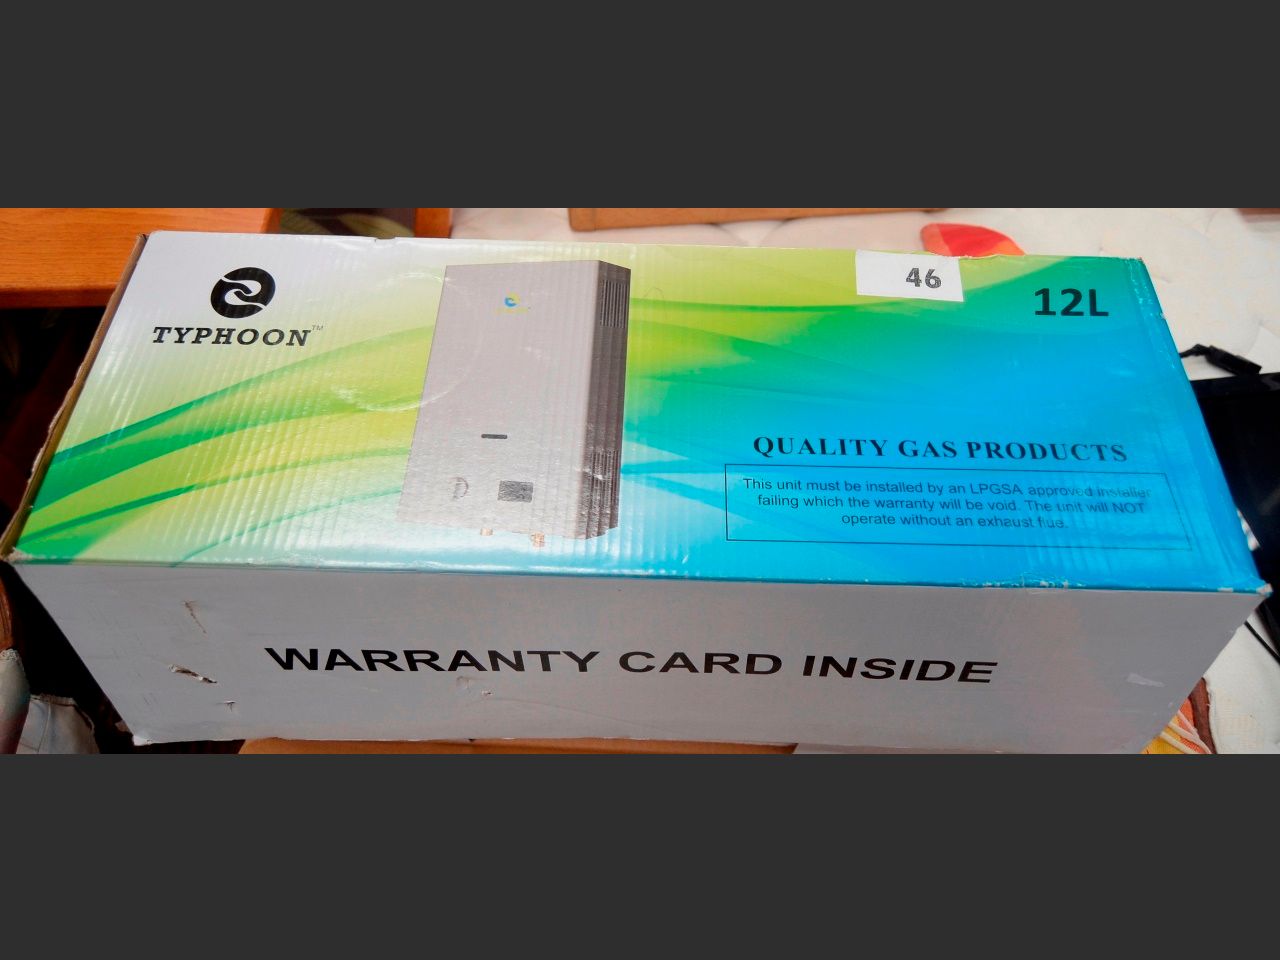 TYPHOON™
46
12L
QUALITY GAS PRODUCTS
This unit must be installed by an LPGSA approved installer
failing which the warranty will be void. The unit will NOT
operate without an exhaust flue.
WARRANTY CARD INSIDE